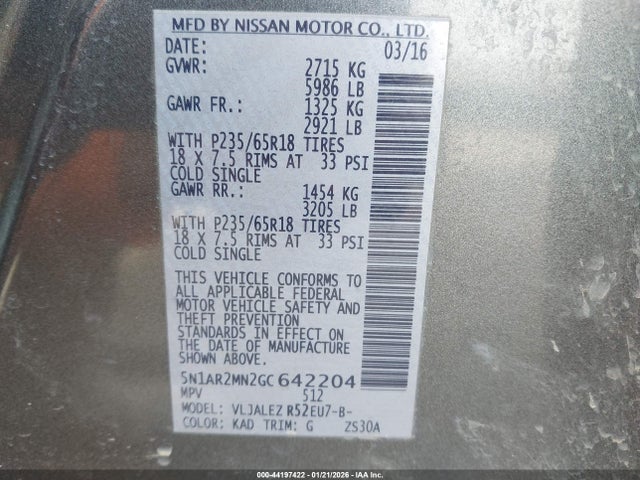 MFD BY NISSAN MOTOR CO., LTD.
DATE: 03/16
GVWR: 2715 KG
5986 LB
GAWR FR.: 1325 KG
2921 LB
WITH P235/65R18 TIRES
18 X 7.5 RIMS AT 33 PSI
COLD SINGLE
GAWR RR.: 1454 KG
3205 LB
WITH P235/65R18 TIRES
18 X 7.5 RIMS AT 33 PSI
COLD SINGLE
THIS VEHICLE CONFORMS TO
ALL APPLICABLE FEDERAL
MOTOR VEHICLE SAFETY AND
THEFT PREVENTION
STANDARDS IN EFFECT ON
THE DATE OF MANUFACTURE
SHOWN ABOVE.
5N1AR2MN2GC642204
MPV 512
MODEL: VLJALEZ R52EU7-B-
COLOR: KAD TRIM: G ZS30A
000-44197422 - 01/21/2026 - IAA Inc.